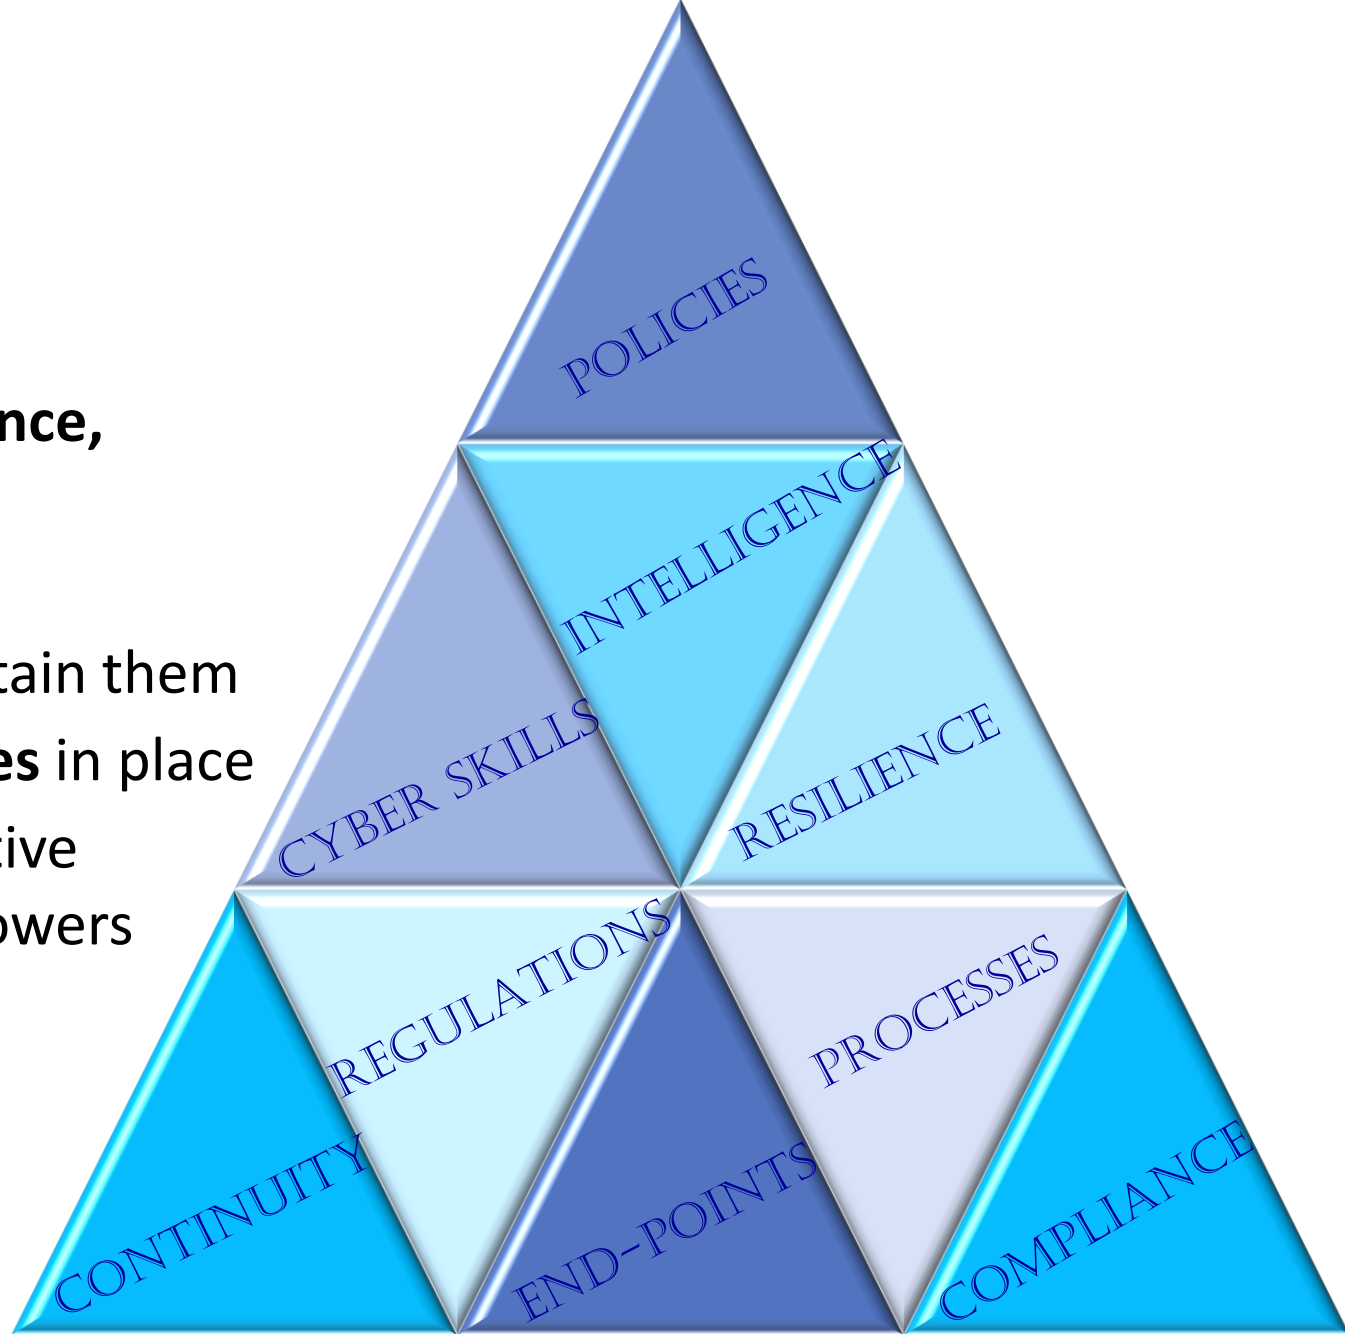 POLICIES
nce,
INTELLIGENCE
tain them
es in place
CYBER SKILLS
RESILIENCE
tive
owers
REGULATIONS
PROCESSES
CONTINUITY
END-POINTS
COMPLIANCE